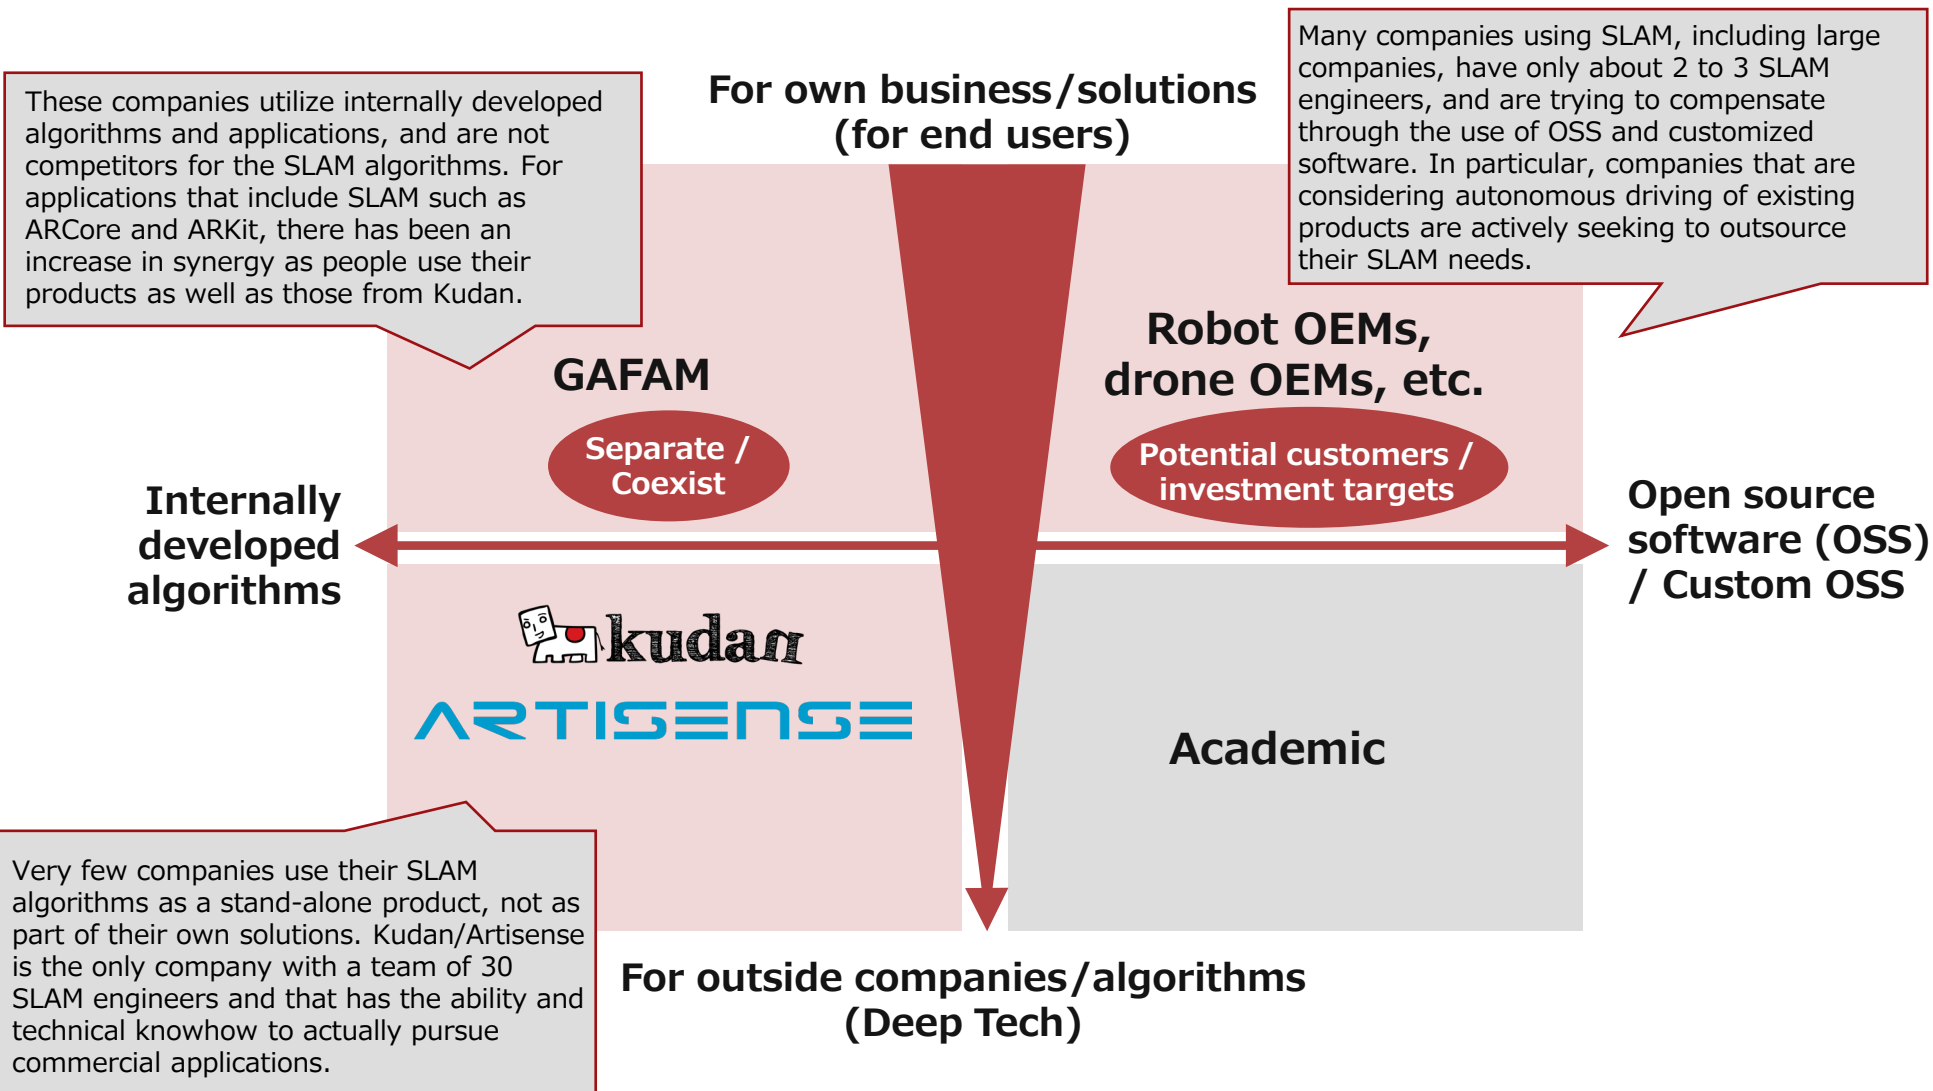 These companies utilize internally developed
algorithms and applications, and are not
competitors for the SLAM algorithms. For
applications that include SLAM such as
ARCore and ARKit, there has been an
increase in synergy as people use their
products as well as those from Kudan.
For own business/solutions
(for end users)
Many companies using SLAM, including large
companies, have only about 2 to 3 SLAM
engineers, and are trying to compensate
through the use of OSS and customized
software. In particular, companies that are
considering autonomous driving of existing
products are actively seeking to outsource
their SLAM needs.
GAFAM
Separate /
Coexist
Robot OEMs,
drone OEMs, etc.
Potential customers /
investment targets
Internally
developed
algorithms
Open source
software (OSS)
/ Custom OSS
kudan
ARTISENSE
Academic
Very few companies use their SLAM
algorithms as a stand-alone product, not as
part of their own solutions. Kudan/Artisense
is the only company with a team of 30
SLAM engineers and that has the ability and
technical knowhow to actually pursue
commercial applications.
For outside companies/algorithms
(Deep Tech)